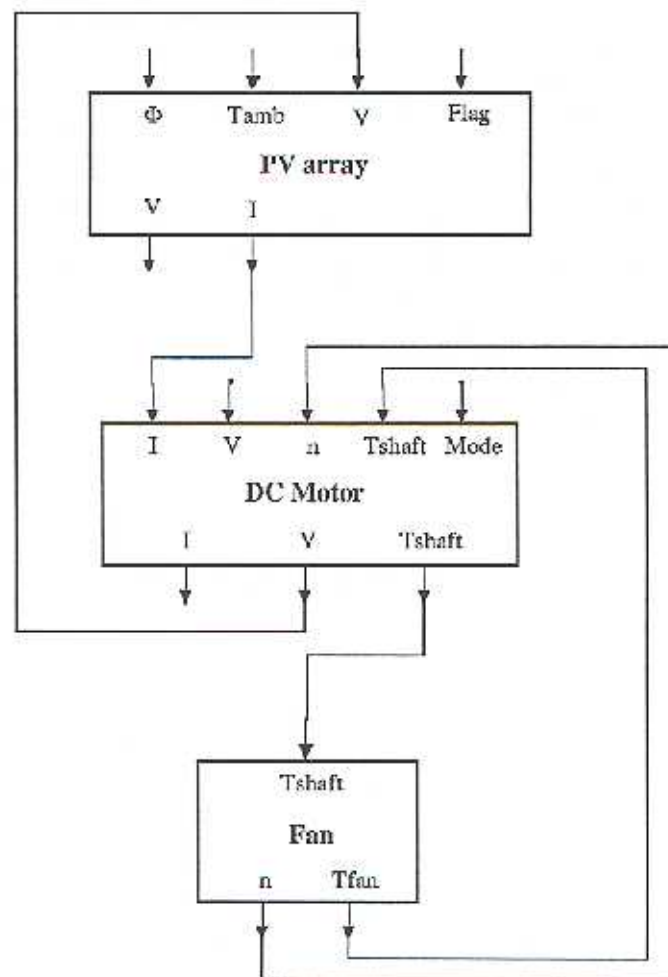 Φ Tamb V Flag
PV array
V I
I V n Tshaft Mode
DC Motor
I V Tshaft
Tshaft
Fan
n Tfan